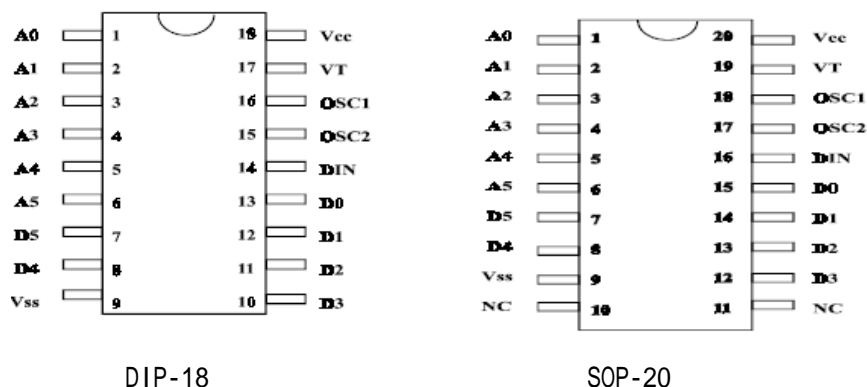 A0 1 18 Vcc A0 1 20 Vcc
A1 2 17 VT A1 2 19 VT
A2 3 16 OSC1 A2 3 18 OSC1
A3 4 15 OSC2 A3 4 17 OSC2
A4 5 14 DIN A4 5 16 DIN
A5 6 13 D0 A5 6 15 D0
D5 7 12 D1 D5 7 14 D1
D4 8 11 D2 D4 8 13 D2
Vss 9 10 D3 Vss 9 12 D3
NC 10 11 NC
DIP-18 SOP-20